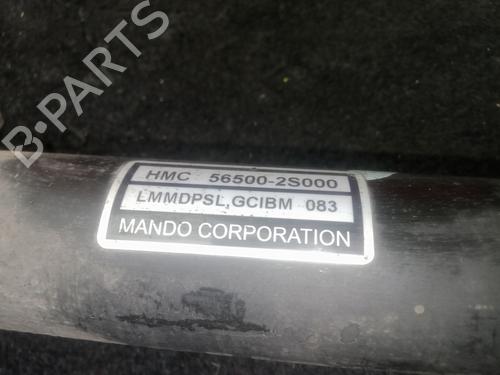 B-PARTS
HMC 56500-2S000
LMMDPSL,GCIBM 083
MANDO CORPORATION